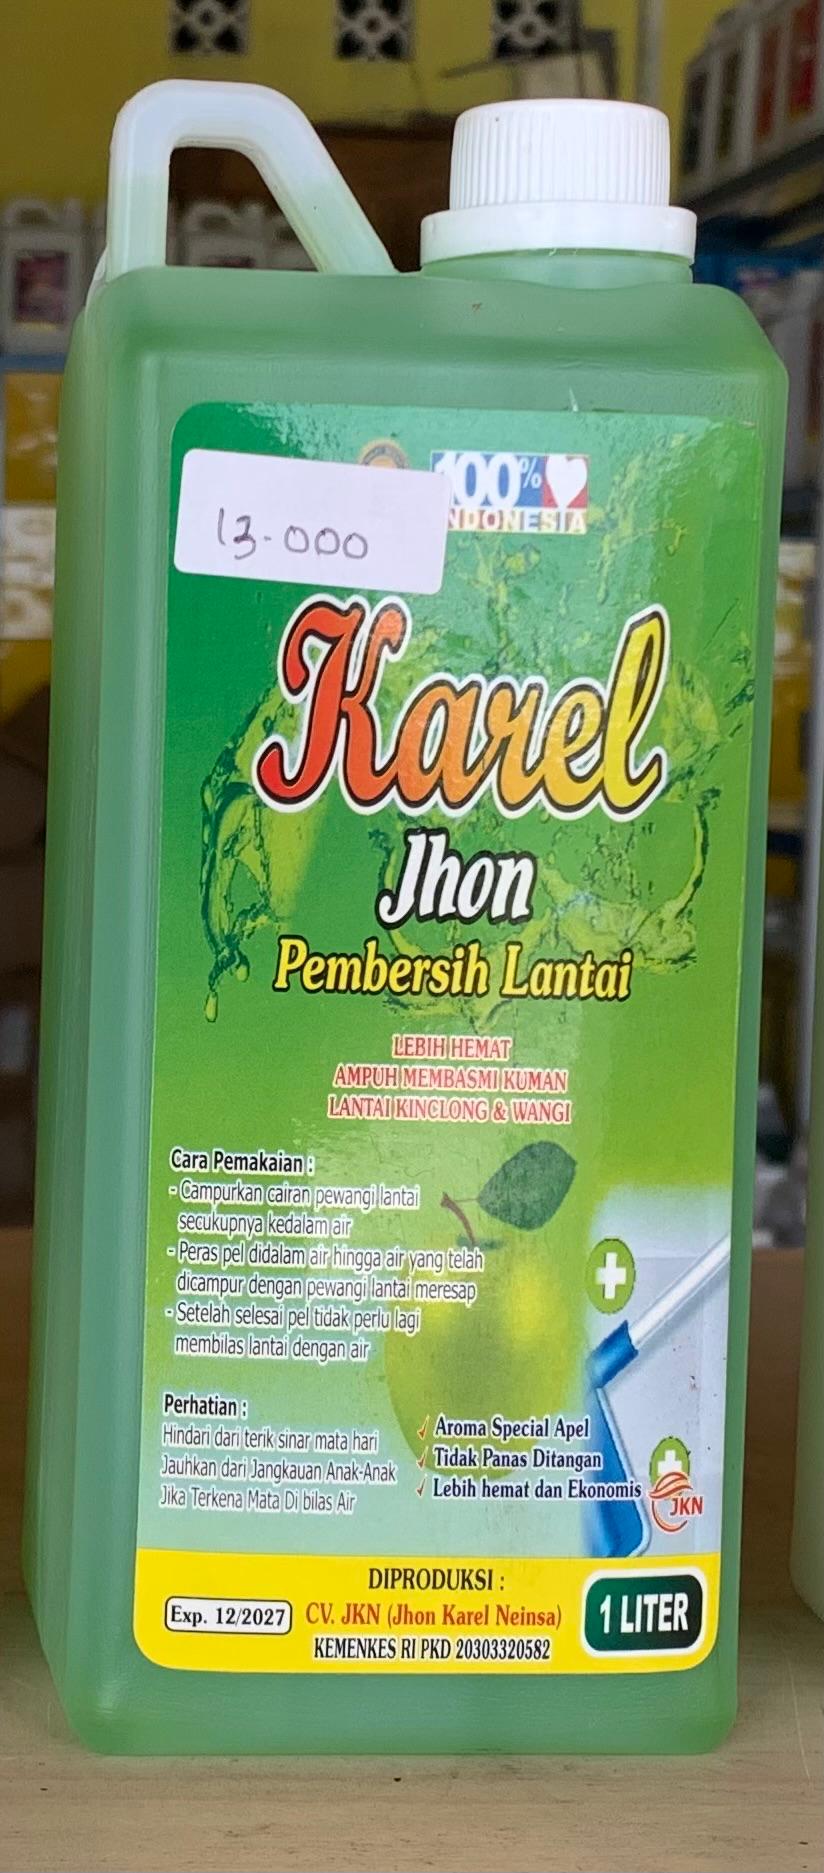 100%
INDONESIA
13.000
Karel
Jhon
Pembersih Lantai
LEBIH HEMAT
AMPUH MEMBASMI KUMAN
LANTAI KINCLONG & WANGI
Cara Pemakaian :
- Campurkan cairan pewangi lantai
secukupnya kedalam air
- Peras pel didalam air hingga air yang telah
dicampur dengan pewangi lantai meresap
- Setelah selesai pel tidak perlu lagi
membilas lantai dengan air
Perhatian :
Hindari dari terik sinar mata hari
Jauhkan dari Jangkauan Anak-Anak
Jika Terkena Mata Di bilas Air
✓ Aroma Special Apel
✓ Tidak Panas Ditangan
✓ Lebih hemat dan Ekonomis
JKN
DIPRODUKSI :
Exp. 12/2027
CV. JKN (Jhon Karel Neinsa)
KEMENKES RI PKD 20303320582
1 LITER